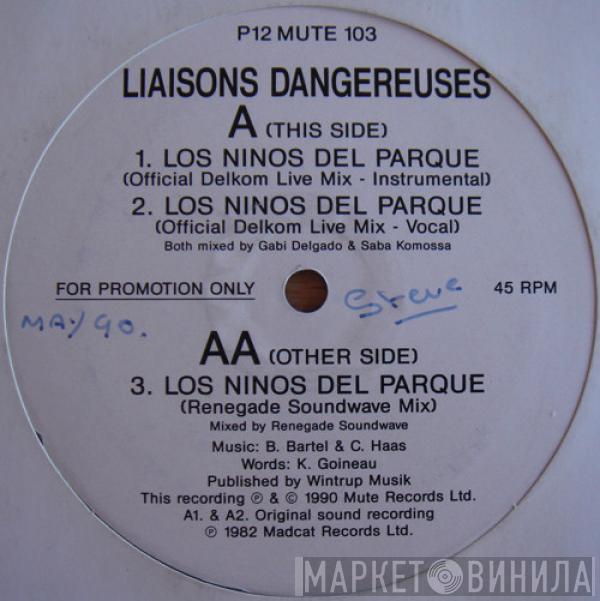 P12 MUTE 103
LIAISONS DANGEREUSES
A (THIS SIDE)
1. LOS NINOS DEL PARQUE
(Official Delkom Live Mix - Instrumental)
2. LOS NINOS DEL PARQUE
(Official Delkom Live Mix - Vocal)
Both mixed by Gabi Delgado & Saba Komossa
FOR PROMOTION ONLY
45 RPM
MAY 90.
Steve
AA (OTHER SIDE)
3. LOS NINOS DEL PARQUE
(Renegade Soundwave Mix)
Mixed by Renegade Soundwave
Music: B. Bartel & C. Haas
Words: K. Goineau
Published by Wintrup Musik
This recording ℗ & © 1990 Mute Records Ltd.
A1. & A2. Original sound recording
℗ 1982 Madcat Records Ltd.
МАРКЕТ ВИНИЛА